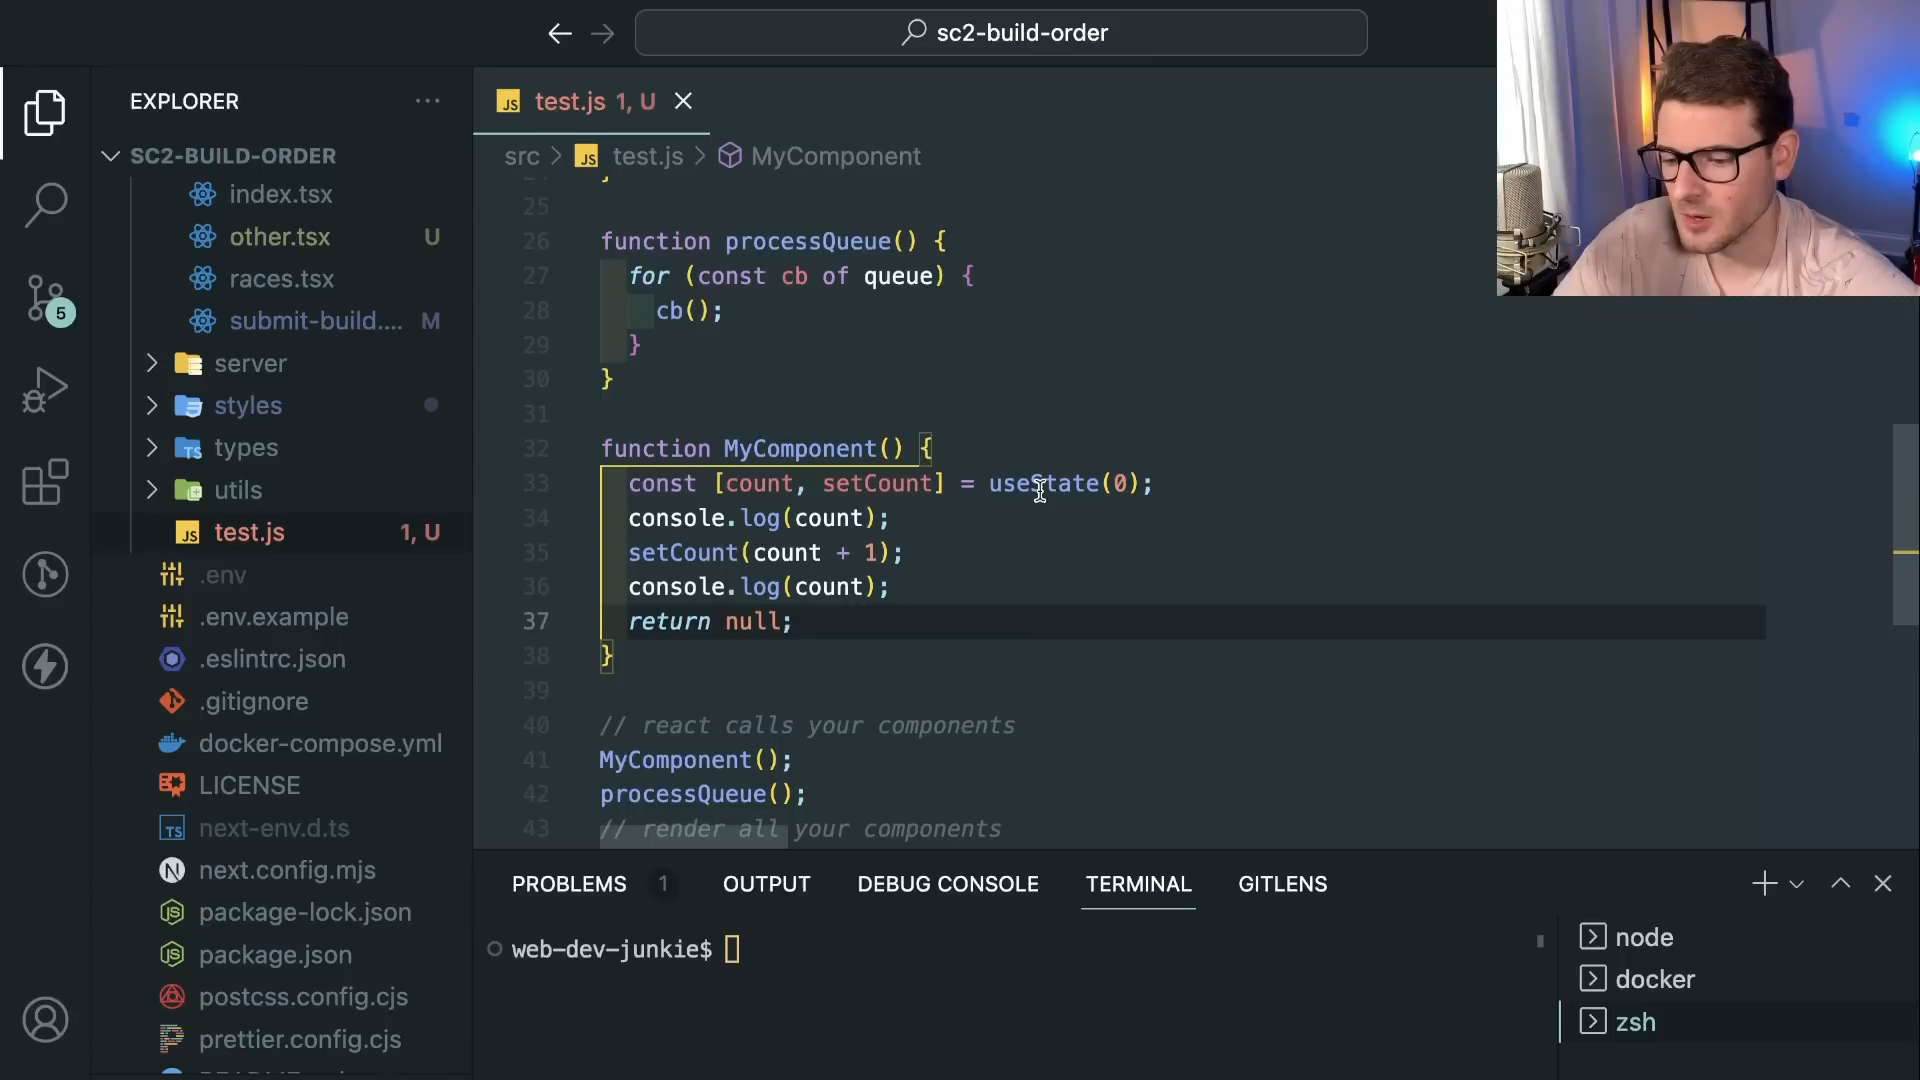 sc2-build-order
EXPLORER
SC2-BUILD-ORDER
index.tsx
other.tsx U
races.tsx
submit-build.... M
server
styles
types
utils
test.js 1, U
.env
.env.example
.eslintrc.json
.gitignore
docker-compose.yml
LICENSE
next-env.d.ts
next.config.mjs
package-lock.json
package.json
postcss.config.cjs
prettier.config.cjs
5
JS test.js 1, U
src > JS test.js > MyComponent
24 }
25
26 function processQueue() {
27 for (const cb of queue) {
28 cb();
29 }
30 }
31
32 function MyComponent() {
33 const [count, setCount] = useState(0);
34 console.log(count);
35 setCount(count + 1);
36 console.log(count);
37 return null;
38 }
39
40 // react calls your components
41 MyComponent();
42 processQueue();
43 // render all your components
PROBLEMS 1 OUTPUT DEBUG CONSOLE TERMINAL GITLENS
web-dev-junkie$
node
docker
zsh